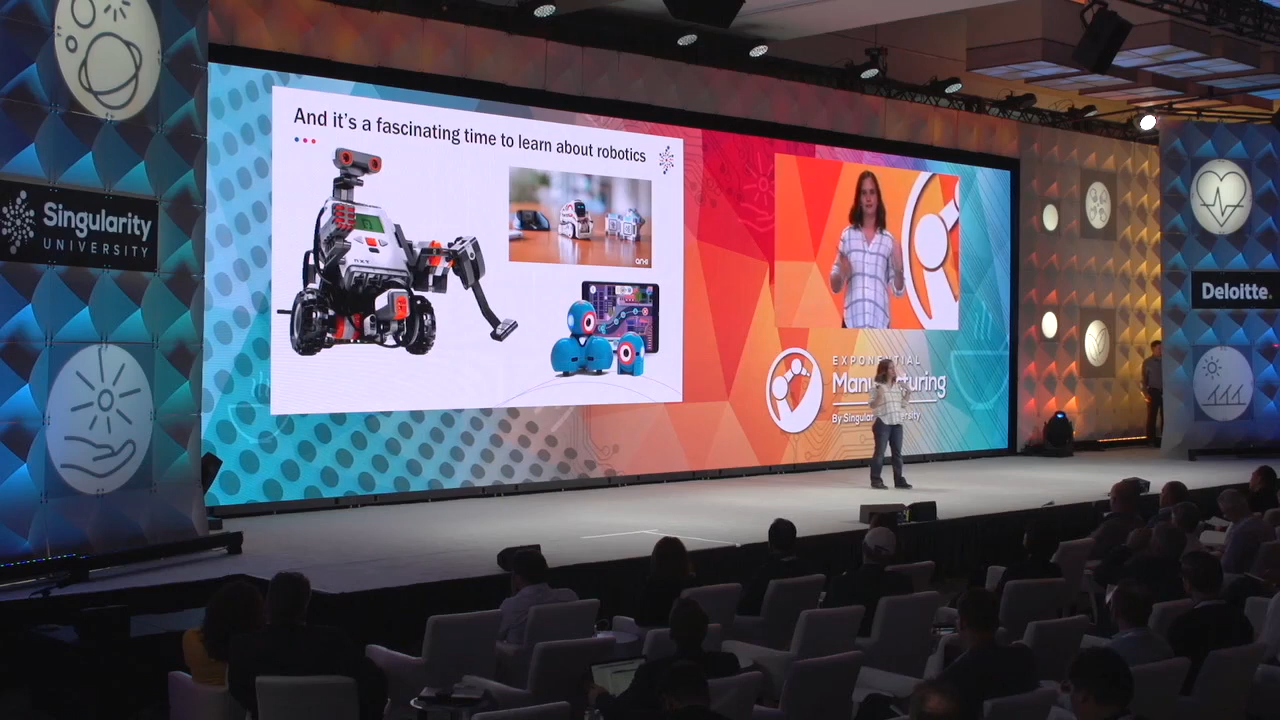 And it's a fascinating time to learn about robotics
Singularity
UNIVERSITY
NXT
anki
Deloitte.
EXPONENTIAL
Manufacturing
By Singularity University